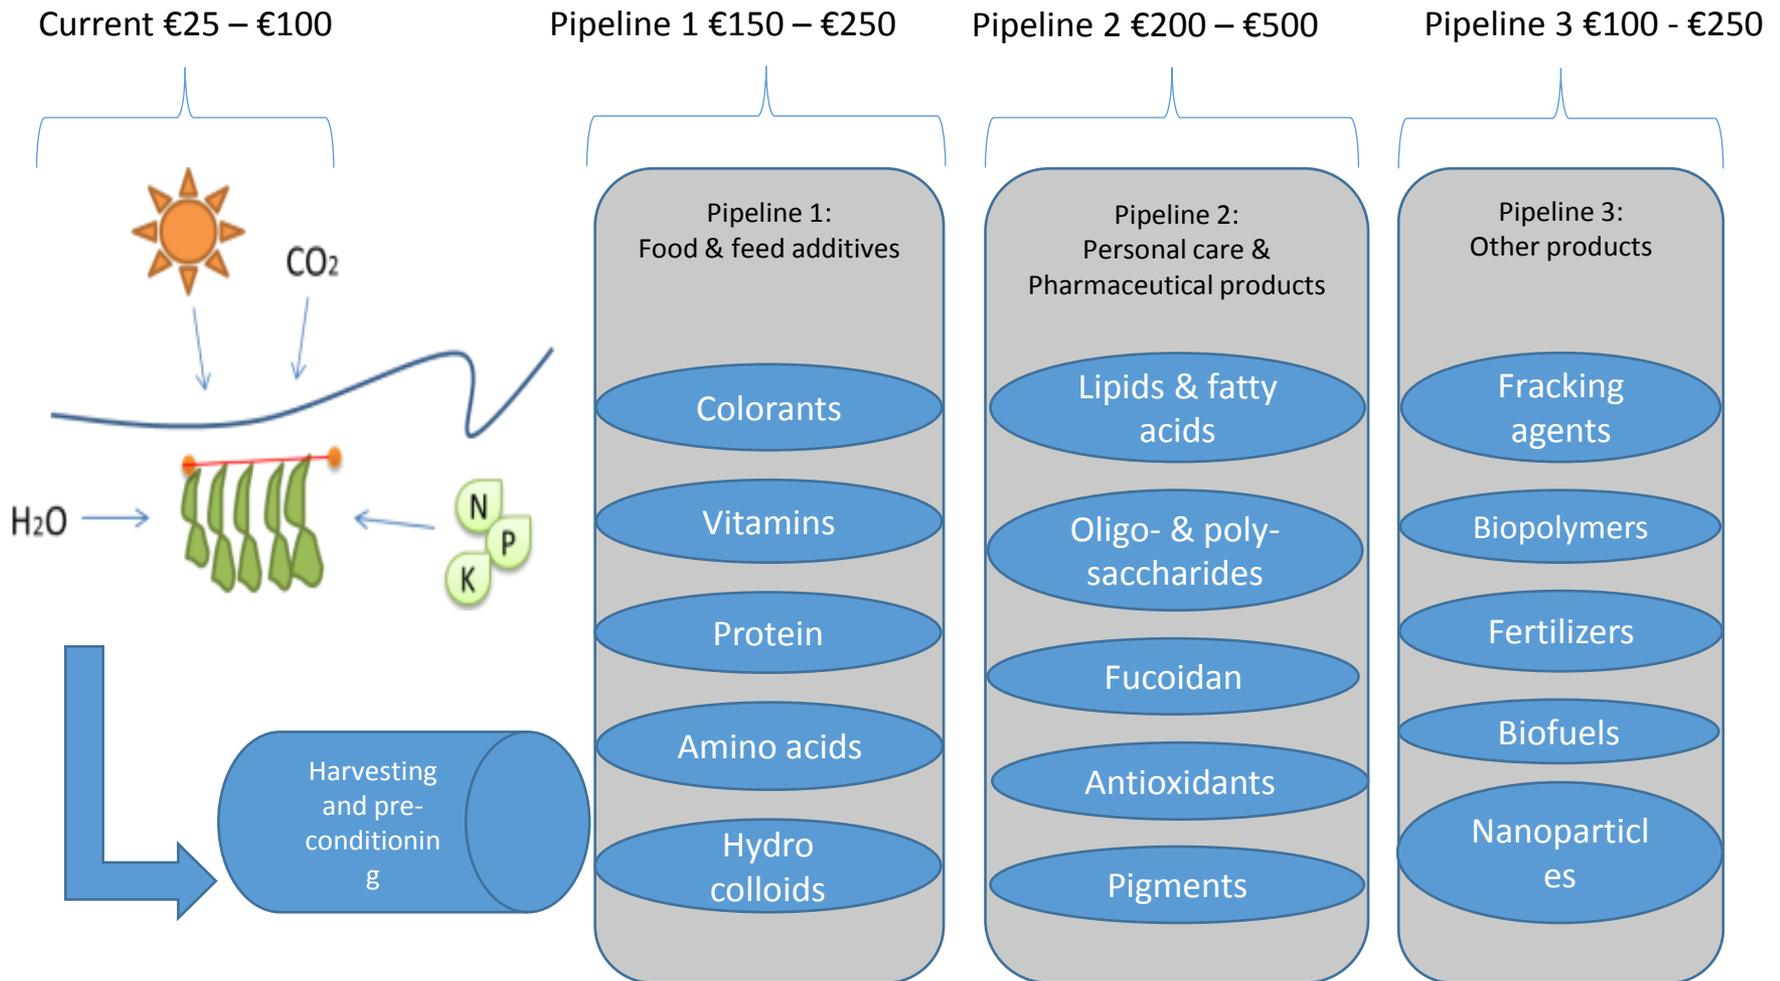 Current €25 – €100
Pipeline 1 €150 – €250
Pipeline 2 €200 – €500
Pipeline 3 €100 - €250
CO2
H2O
N
P
K
Harvesting
and pre-
conditionin
g
Pipeline 1:
Food & feed additives
Colorants
Vitamins
Protein
Amino acids
Hydro
colloids
Pipeline 2:
Personal care &
Pharmaceutical products
Lipids & fatty
acids
Oligo- & poly-
saccharides
Fucoidan
Antioxidants
Pigments
Pipeline 3:
Other products
Fracking
agents
Biopolymers
Fertilizers
Biofuels
Nanoparticl
es